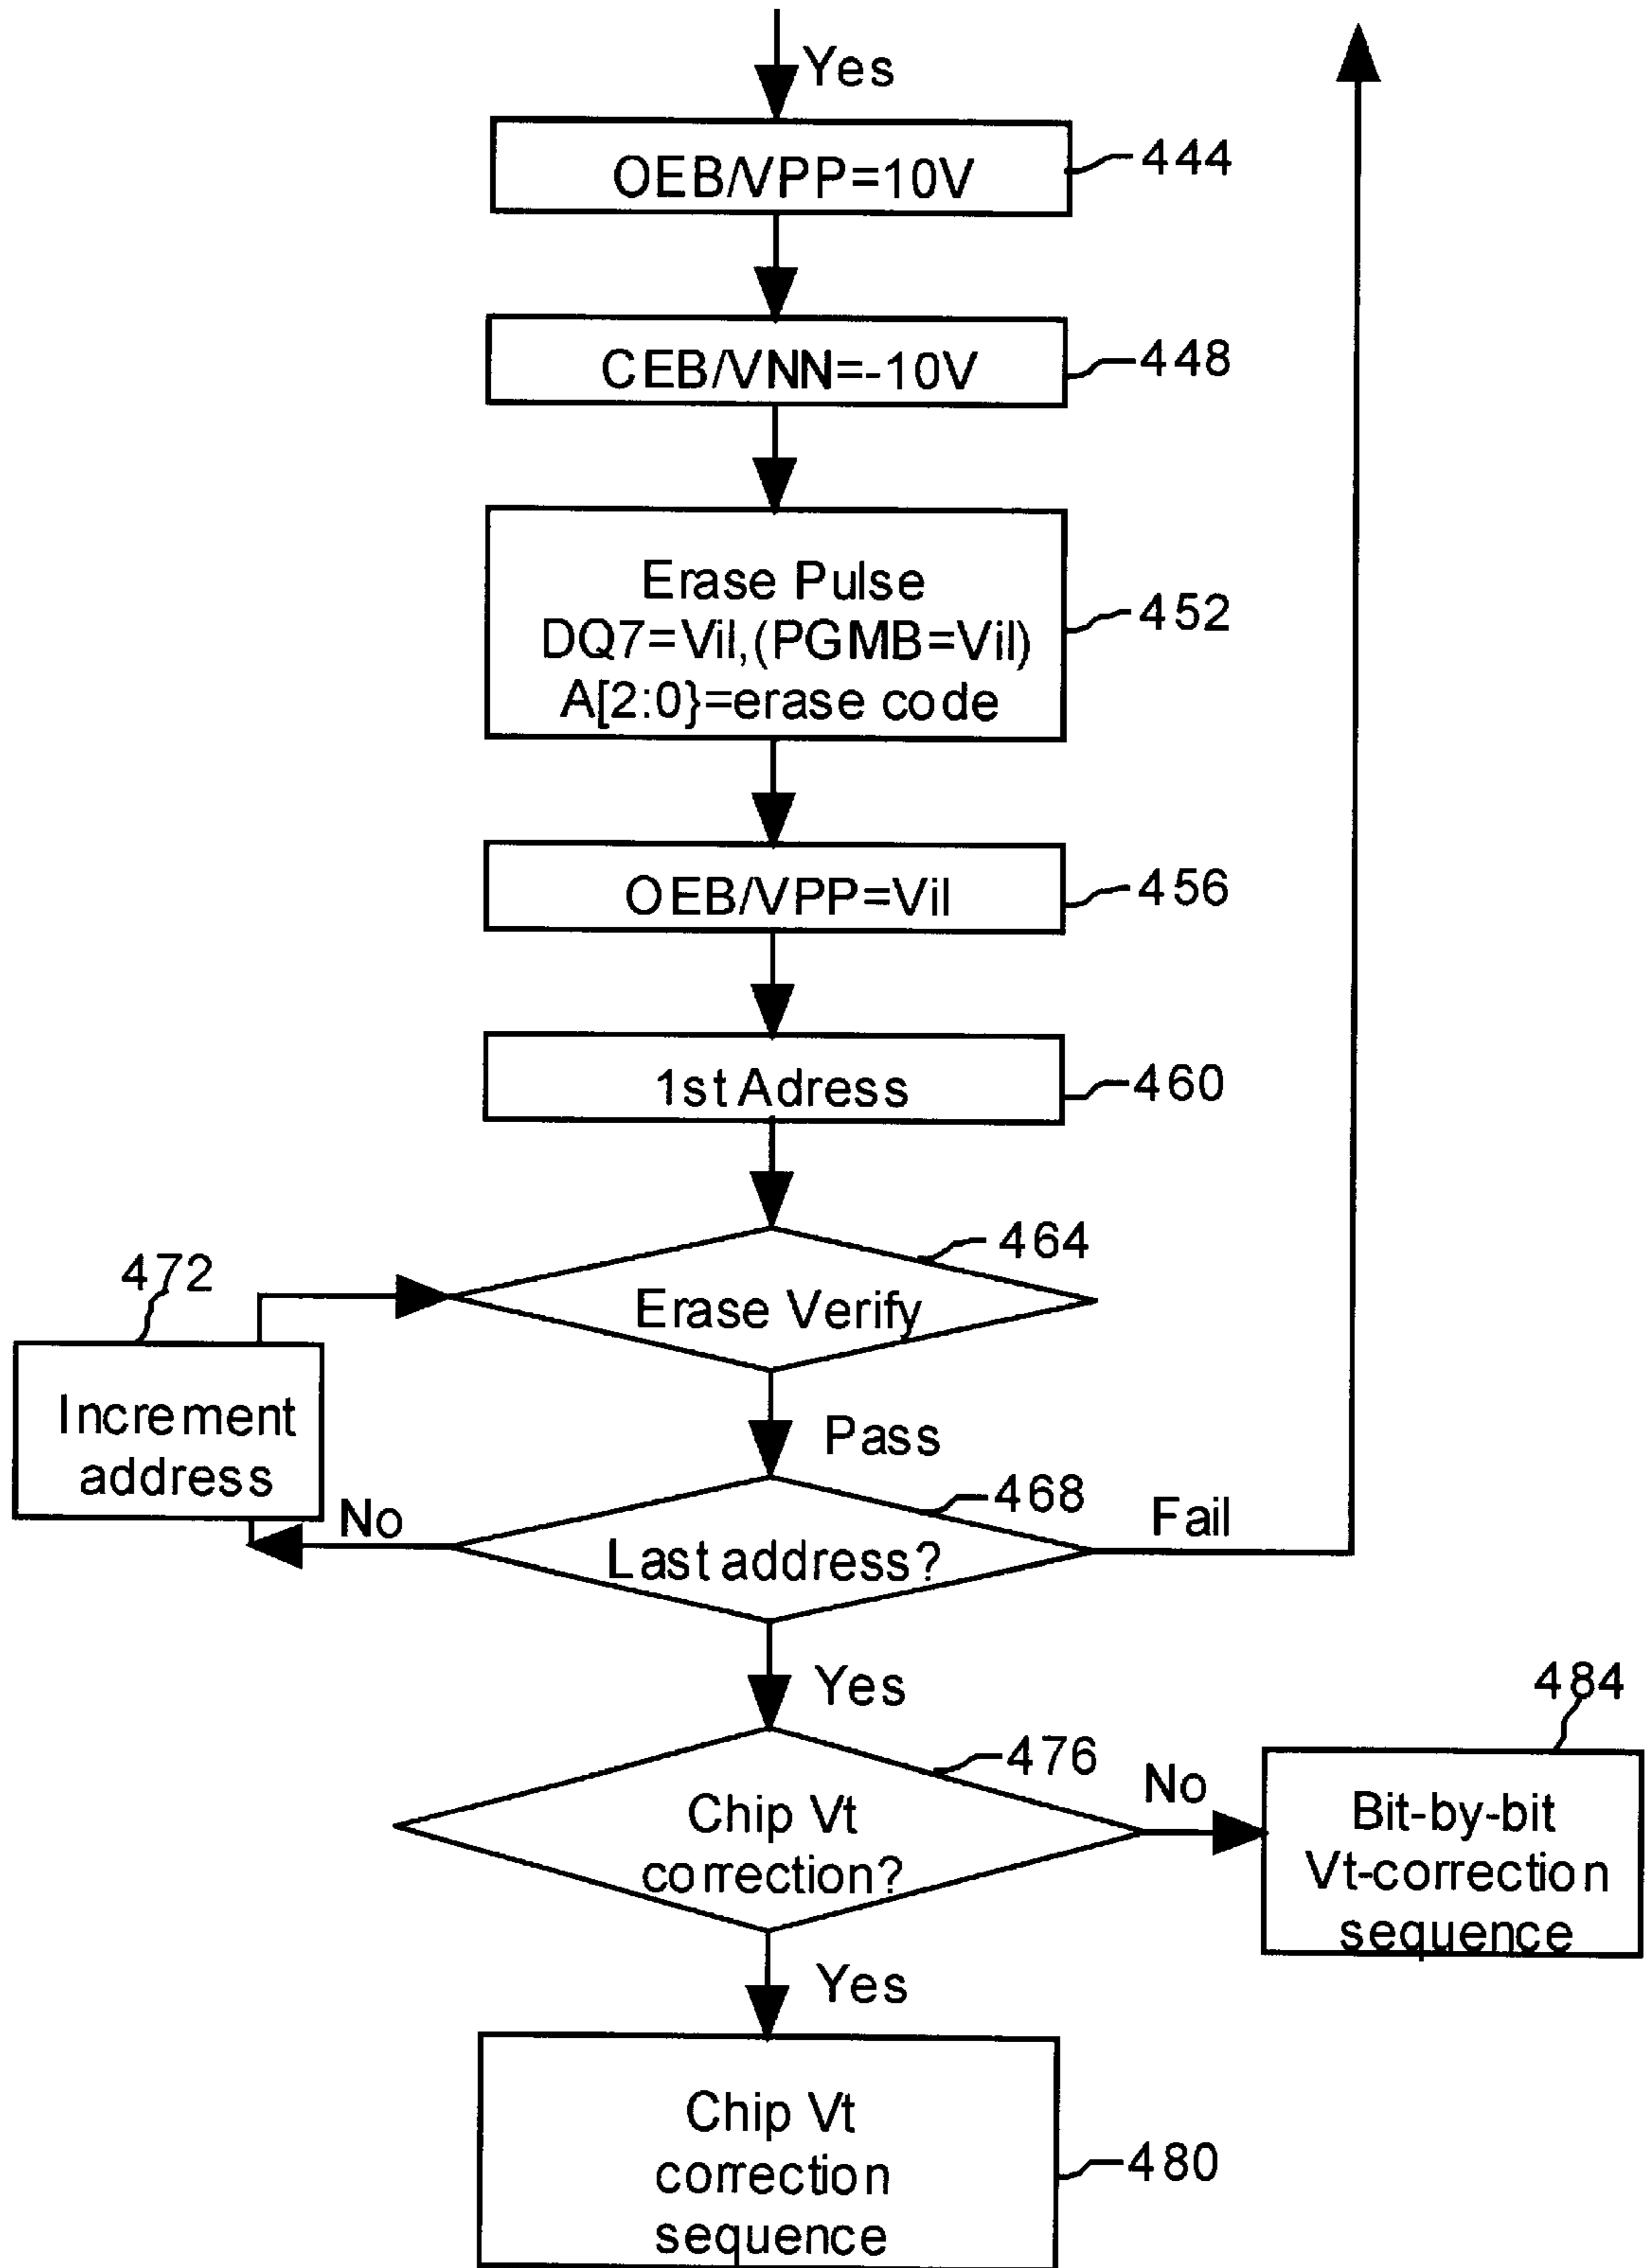 Yes
OEB/VPP=10V
444
CEB/VNN=-10V
448
Erase Pulse
DQ7=Vil,(PGMB=Vil)
A[2:0}=erase code
452
OEB/VPP=Vil
456
1st Adress
460
464
Erase Verify
472
Increment
address
Pass
468
No
Last address?
Fail
Yes
484
476
No
Chip Vt
correction?
Bit-by-bit
Vt-correction
sequence
Yes
Chip Vt
correction
sequence
480